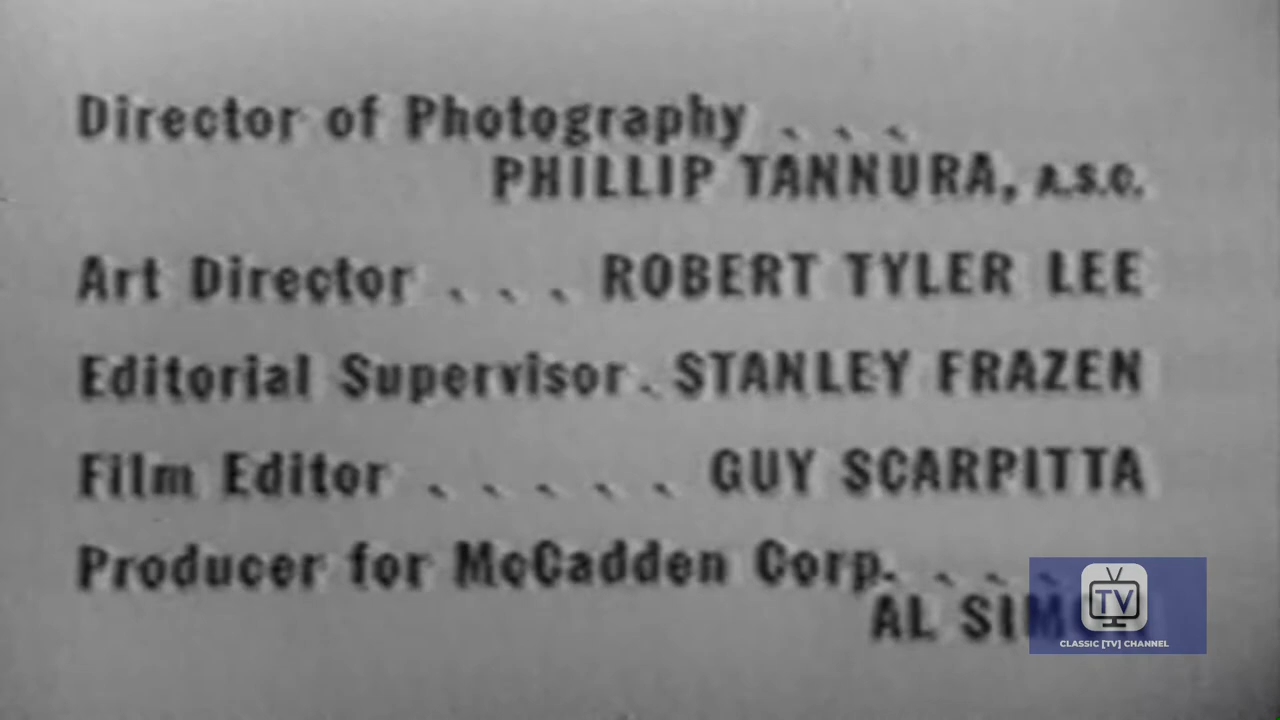 Director of Photography . . .
PHILLIP TANNURA, A.S.C.
Art Director . . . ROBERT TYLER LEE
Editorial Supervisor. STANLEY FRAZEN
Film Editor . . . . . GUY SCARPITTA
Producer for McCadden Corp. . . .
AL
TV
CLASSIC [TV] CHANNEL